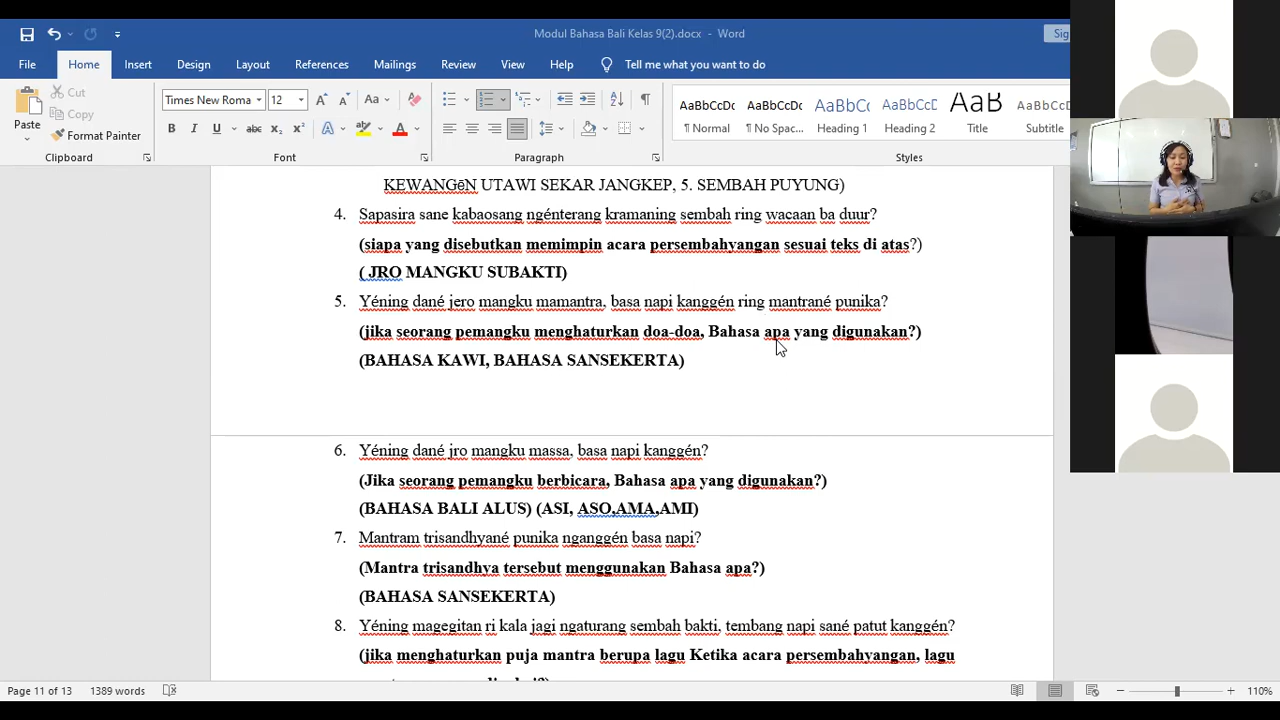 Modul Bahasa Bali Kelas 9(2).docx - Word
Sig
File Home Insert Design Layout References Mailings Review View Help Tell me what you want to do
Paste
Cut
Copy
Format Painter
Times New Roma 12
Aa
B I U abc x₂ x² A A
AaBbCcDc AaBbCcDc AaBbCcD AaBbCcD AaB AaBbCcD
¶ Normal ¶ No Spac... Heading 1 Heading 2 Title Subtitle
Clipboard Font Paragraph Styles
KEWANGéN UTAWI SEKAR JANGKEP, 5. SEMBAH PUYUNG)
4. Sapasira sane kabaosang ngénterang kramaning sembah ring wacaan ba duur?
(siapa yang disebutkan memimpin acara persembahyangan sesuai teks di atas?)
( JRO MANGKU SUBAKTI)
5. Yéning dané jero mangku mamantra, basa napi kanggén ring mantrané punika?
(jika seorang pemangku menghaturkan doa-doa, Bahasa apa yang digunakan?)
(BAHASA KAWI, BAHASA SANSEKERTA)
6. Yéning dané jro mangku massa, basa napi kanggén?
(Jika seorang pemangku berbicara, Bahasa apa yang digunakan?)
(BAHASA BALI ALUS) (ASI, ASO,AMA,AMI)
7. Mantram trisandhyané punika nganggén basa napi?
(Mantra trisandhya tersebut menggunakan Bahasa apa?)
(BAHASA SANSEKERTA)
8. Yéning magegitan ri kala jagi ngaturang sembah bakti, tembang napi sané patut kanggén?
(jika menghaturkan puja mantra berupa lagu Ketika acara persembahyangan, lagu
Page 11 of 13 1389 words 110%